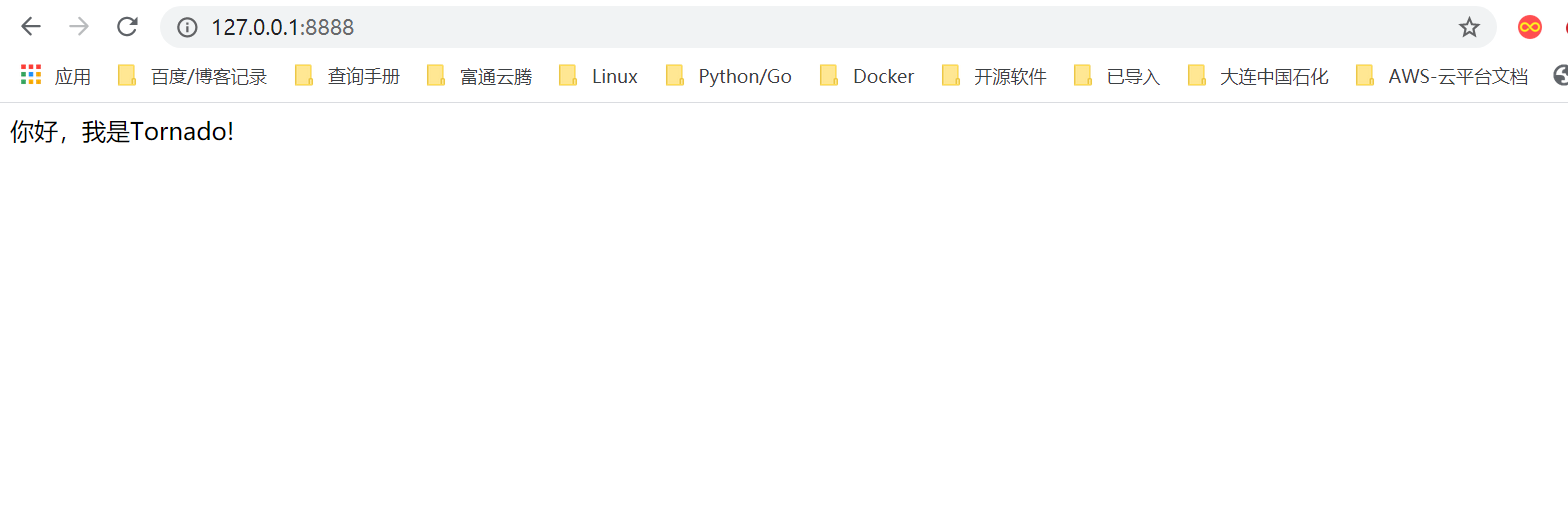 127.0.0.1:8888
应用 百度/博客记录 查询手册 富通云腾 Linux Python/Go Docker 开源软件 已导入 大连中国石化 AWS-云平台文档
你好，我是Tornado!